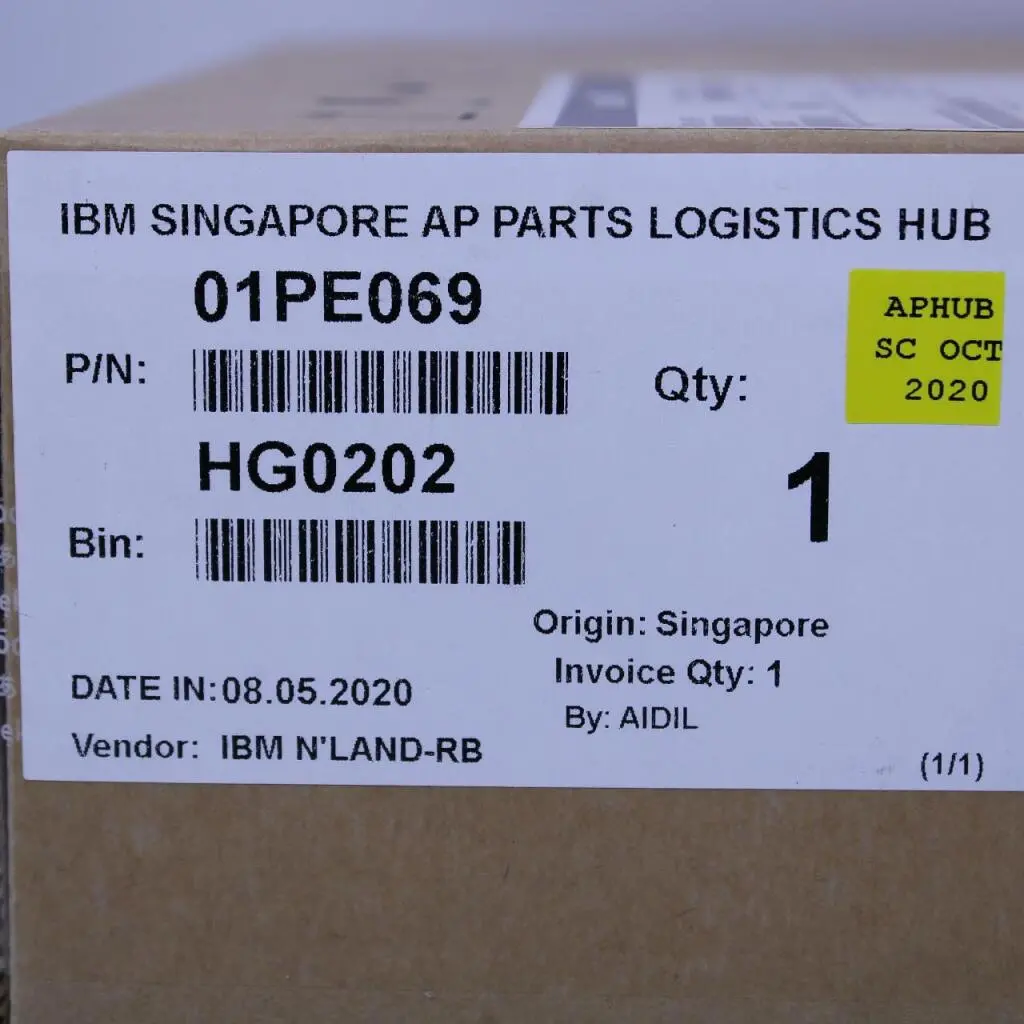 IBM SINGAPORE AP PARTS LOGISTICS HUB
01PE069
P/N:
Qty:
APHUB
SC OCT
2020
HG0202
1
Bin:
Origin: Singapore
Invoice Qty: 1
DATE IN:08.05.2020
By: AIDIL
Vendor: IBM N'LAND-RB
(1/1)